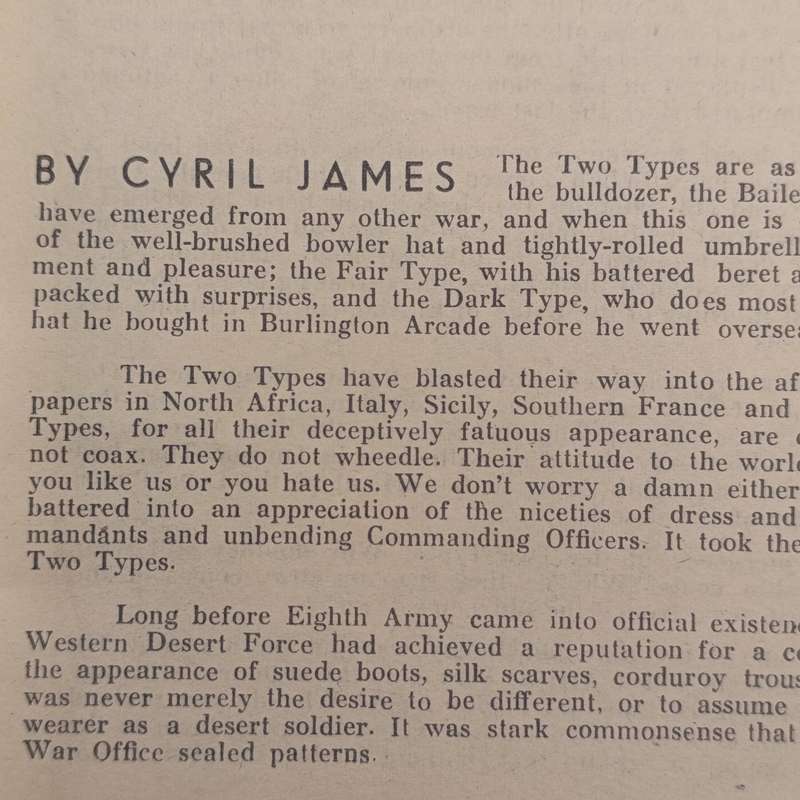 BY CYRIL JAMES The Two Types are as
the bulldozer, the Baile
have emerged from any other war, and when this one is
of the well-brushed bowler hat and tightly-rolled umbrell
ment and pleasure; the Fair Type, with his battered beret a
packed with surprises, and the Dark Type, who does most
hat he bought in Burlington Arcade before he went oversea
The Two Types have blasted their way into the af
papers in North Africa, Italy, Sicily, Southern France and
Types, for all their deceptively fatuous appearance, are
not coax. They do not wheedle. Their attitude to the world
you like us or you hate us. We don't worry a damn either
battered into an appreciation of the niceties of dress and
mandants and unbending Commanding Officers. It took the
Two Types.
Long before Eighth Army came into official existen
Western Desert Force had achieved a reputation for a co
the appearance of suede boots, silk scarves, corduroy trous
was never merely the desire to be different, or to assume
wearer as a desert soldier. It was stark commonsense that
War Office sealed patterns.